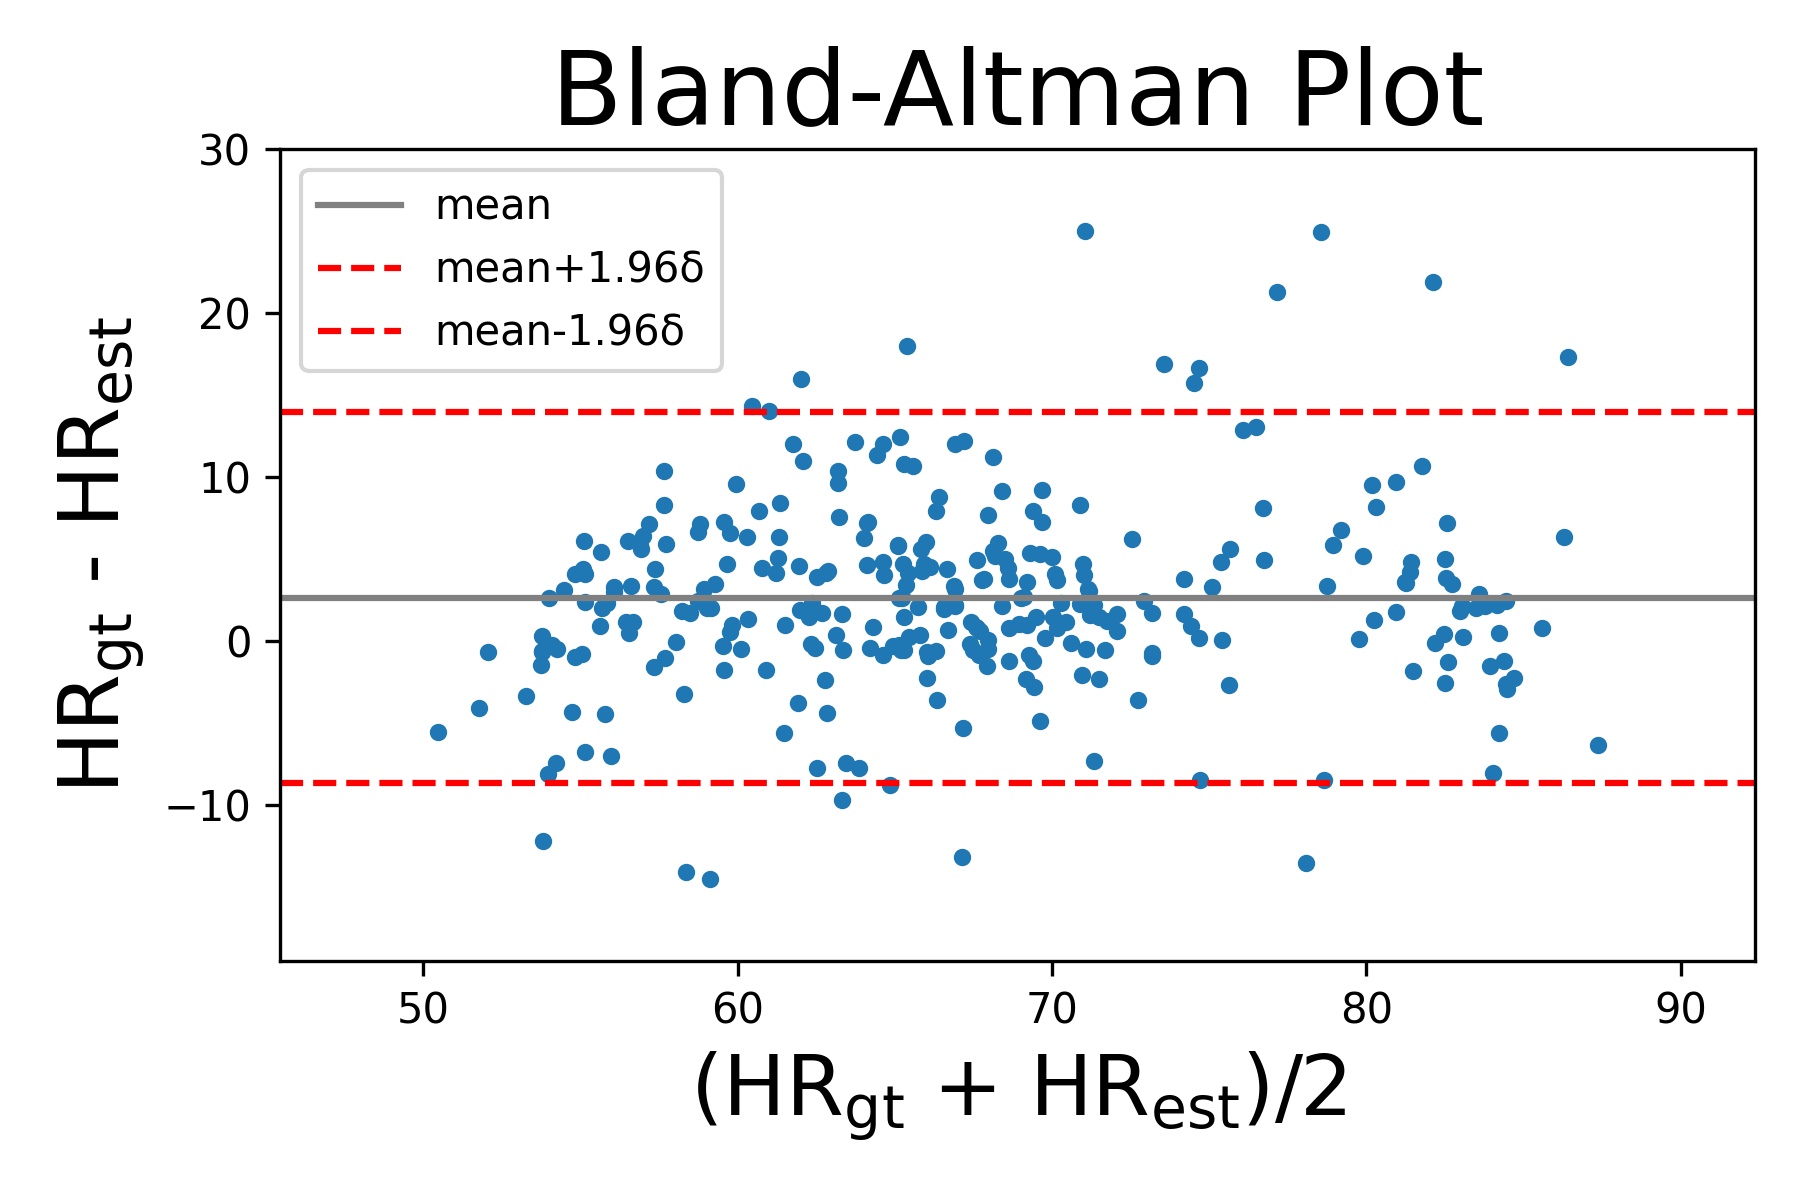 Bland-Altman Plot
HRgt - HRest
30
20
10
0
−10
mean
mean+1.96δ
mean-1.96δ
50 60 70 80 90
(HRgt + HRest)/2